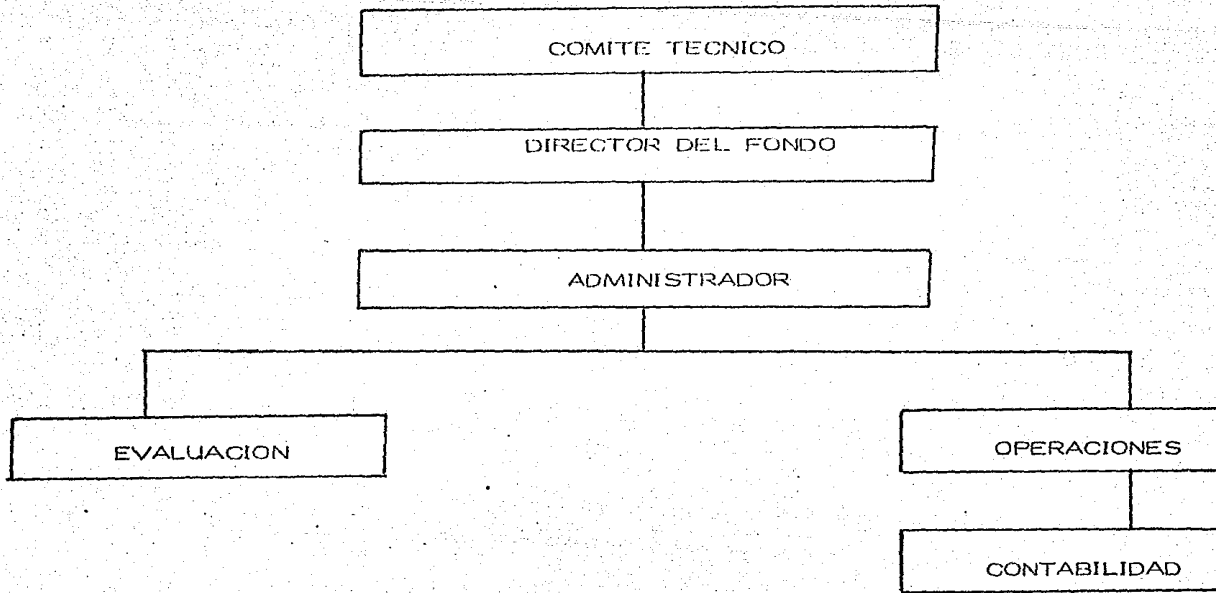 COMITE TECNICO
DIRECTOR DEL FONDO
ADMINISTRADOR
EVALUACION
OPERACIONES
CONTABILIDAD